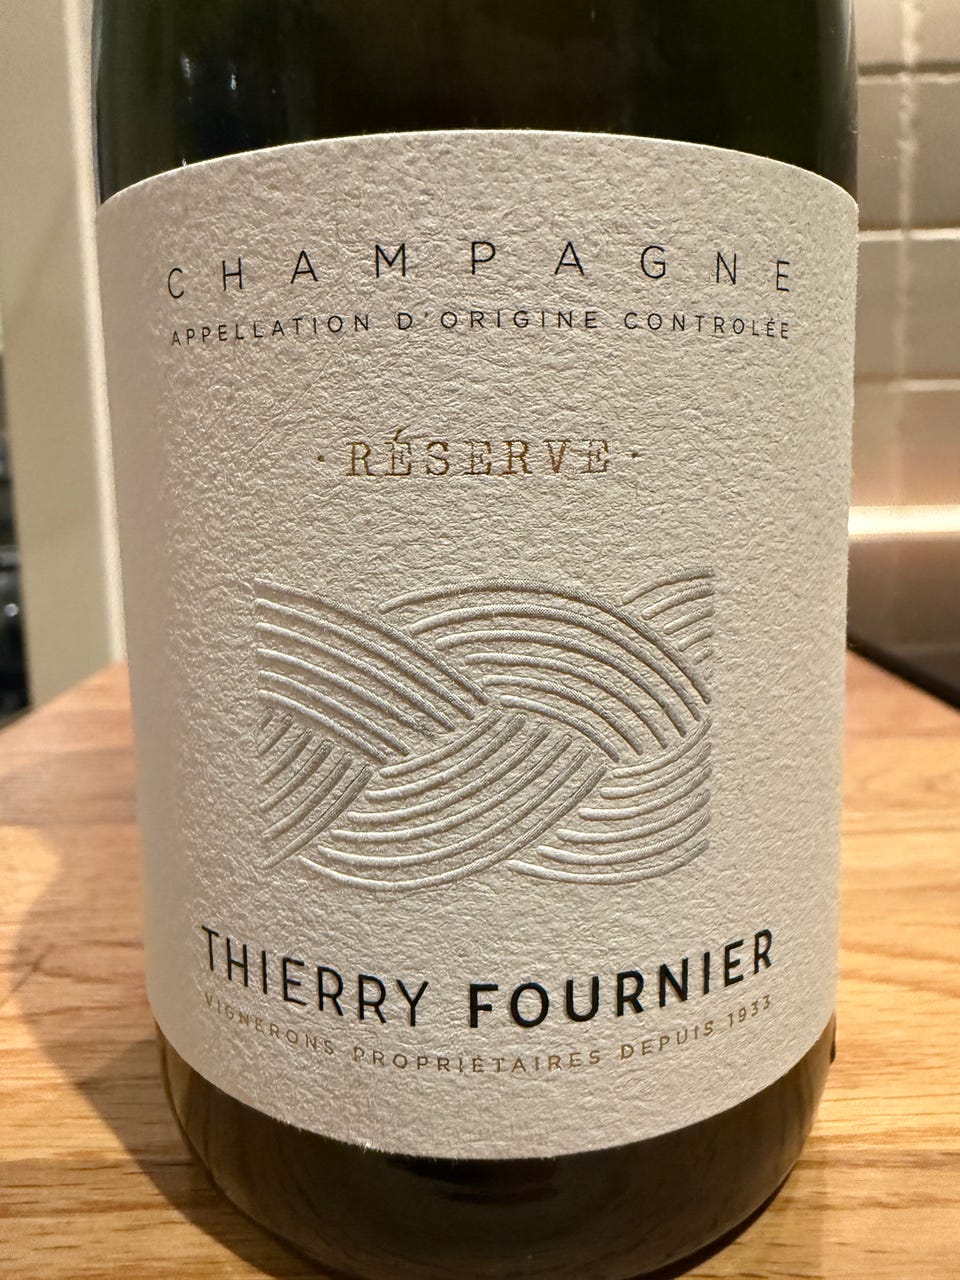 CHAMPAGNE
APPELLATION D'ORIGINE CONTROLÉE
· RÉSERVE ·
THIERRY FOURNIER
VIGNERONS PROPRIÉTAIRES DEPUIS 1933